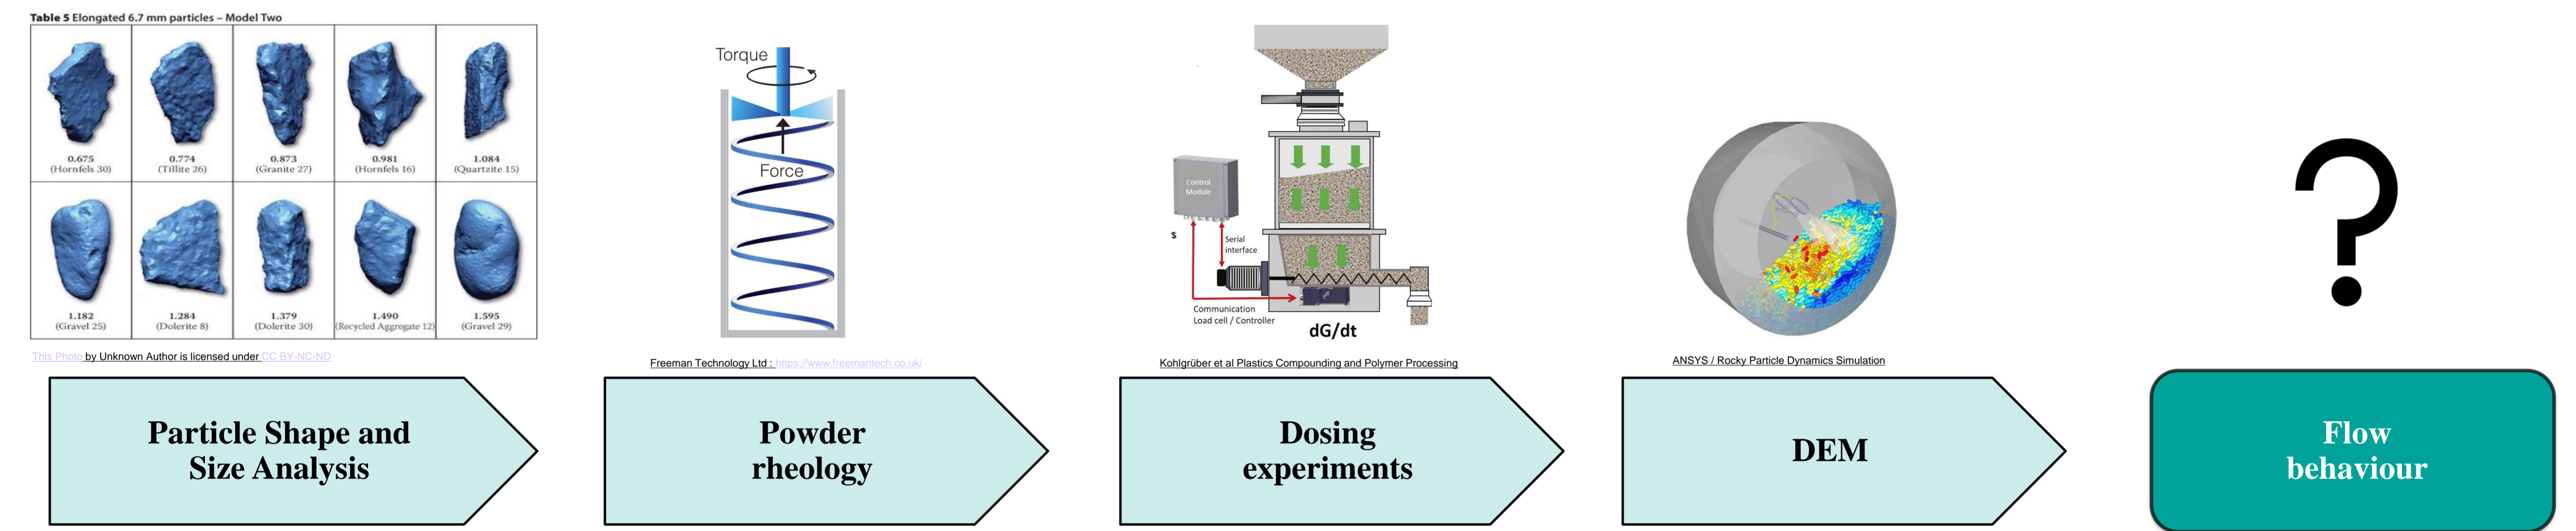 Table 5 Elongated 6.7 mm particles – Model Two
0.675
(Hornfels 30)
0.774
(Tillite 26)
0.873
(Granite 27)
0.981
(Hornfels 16)
1.084
(Quartzite 15)
1.182
(Gravel 25)
1.284
(Dolerite 8)
1.379
(Dolerite 30)
1.490
(Recycled Aggregate 12)
1.595
(Gravel 29)
This Photo by Unknown Author is licensed under CC BY-NC-ND
Particle Shape and
Size Analysis
Torque
Force
Freeman Technology Ltd : https://www.freemantech.co.uk/
Powder
rheology
Control
Module
S
Serial
interface
Communication
Load cell / Controller
dG/dt
Kohlgrüber et al Plastics Compounding and Polymer Processing
Dosing
experiments
ANSYS / Rocky Particle Dynamics Simulation
DEM
?
Flow
behaviour